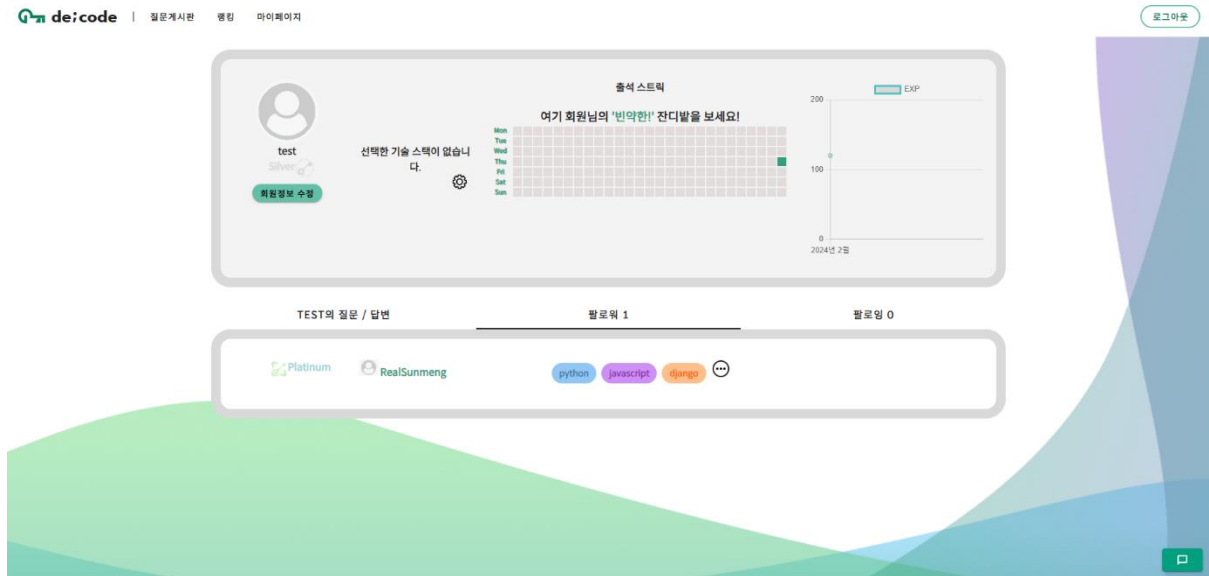 de;code | 질문게시판 랭킹 마이페이지 로그아웃
test
Silver
회원정보 수정
선택한 기술 스택이 없습니
다.
출석 스트릭
여기 회원님의 '빈약한!' 잔디밭을 보세요!
Mon
Tue
Wed
Thu
Fri
Sat
Sun
EXP
200
100
0
2024년 2월
TEST의 질문 / 답변 팔로워 1 팔로잉 0
Platinum RealSunmeng python javascript django